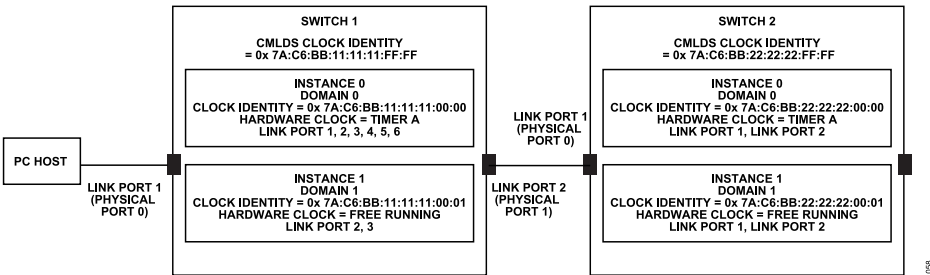 SWITCH 1
CMLDS CLOCK IDENTITY
= 0x 7A:C6:BB:11:11:11:FF:FF
INSTANCE 0
DOMAIN 0
CLOCK IDENTITY = 0x 7A:C6:BB:11:11:11:00:00
HARDWARE CLOCK = TIMER A
LINK PORT 1, 2, 3, 4, 5, 6
PC HOST
LINK PORT 1
(PHYSICAL
PORT 0)
INSTANCE 1
DOMAIN 1
CLOCK IDENTITY = 0x 7A:C6:BB:11:11:11:00:01
HARDWARE CLOCK = FREE RUNNING
LINK PORT 2, 3
LINK PORT 1
(PHYSICAL
PORT 0)
LINK PORT 2
(PHYSICAL
PORT 1)
SWITCH 2
CMLDS CLOCK IDENTITY
= 0x 7A:C6:BB:22:22:22:FF:FF
INSTANCE 0
DOMAIN 0
CLOCK IDENTITY = 0x 7A:C6:BB:22:22:22:00:00
HARDWARE CLOCK = TIMER A
LINK PORT 1, LINK PORT 2
INSTANCE 1
DOMAIN 1
CLOCK IDENTITY = 0x 7A:C6:BB:22:22:22:00:01
HARDWARE CLOCK = FREE RUNNING
LINK PORT 1, LINK PORT 2